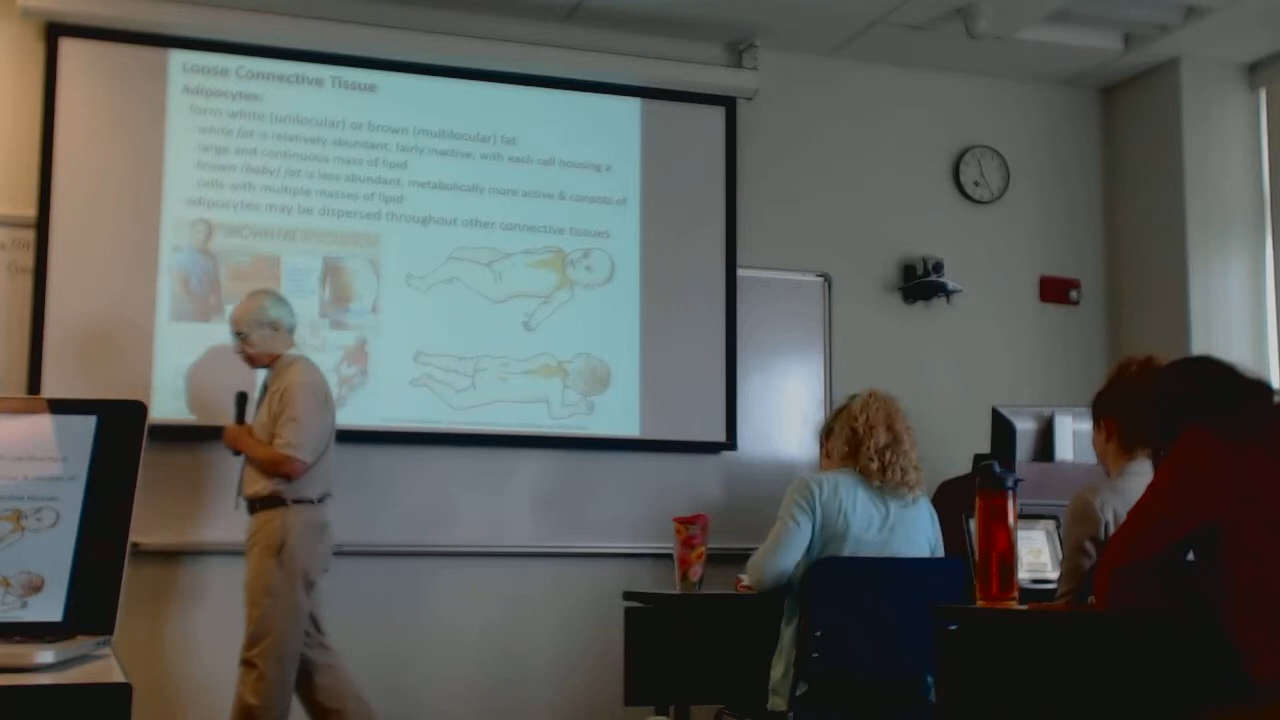 Loose Connective Tissue
Adipocytes:
form white (unilocular) or brown (multilocular) fat
white fat is relatively abundant, fairly inactive, with each cell housing a
large and continuous mass of lipid
brown (baby) fat is less abundant, metabolically more active & consists of
cells with multiple masses of lipid
adipocytes may be dispersed throughout other connective tissues
BROWN FAT